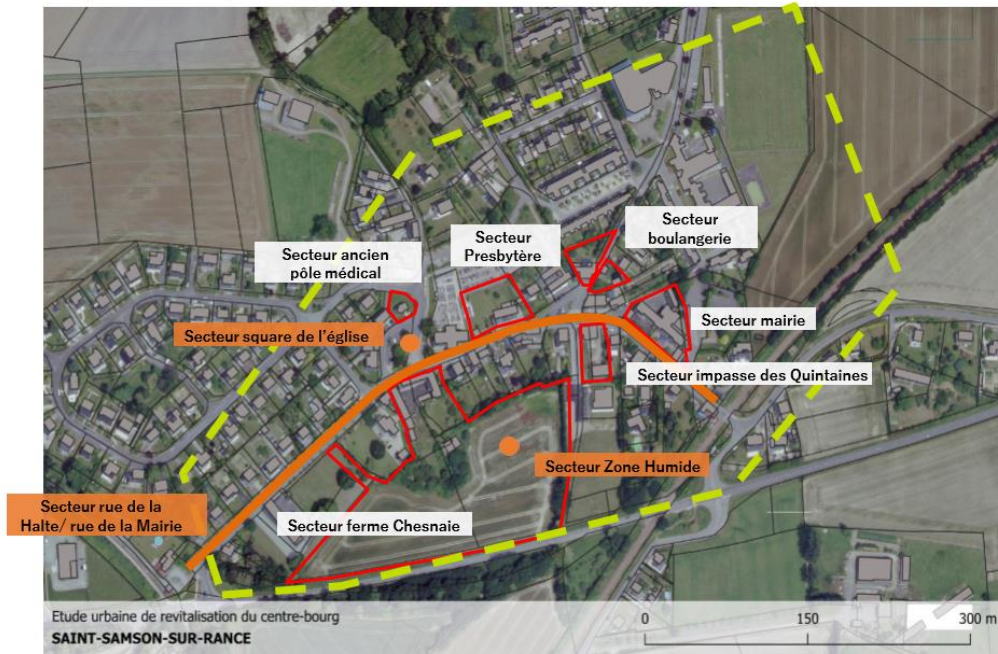 Secteur
boulangerie
Secteur
Presbytère
Secteur ancien
pôle médical
Secteur mairie
Secteur square de l'église
Secteur impasse des Quintaines
Secteur Zone Humide
Secteur rue de la
Halte/ rue de la Mairie
Secteur ferme Chesnaie
Etude urbaine de revitalisation du centre-bourg
SAINT-SAMSON-SUR-RANCE
0 150 300 m